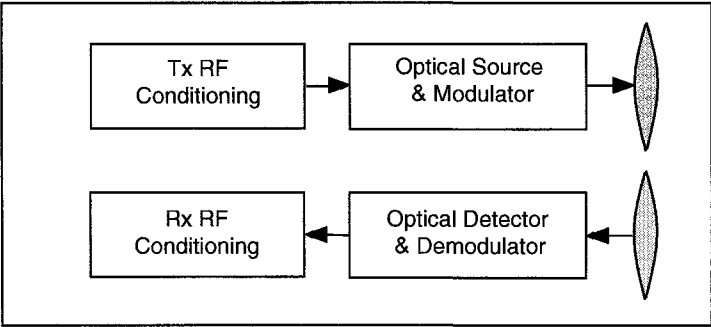 Tx RF
Conditioning
Optical Source
& Modulator
Rx RF
Conditioning
Optical Detector
& Demodulator